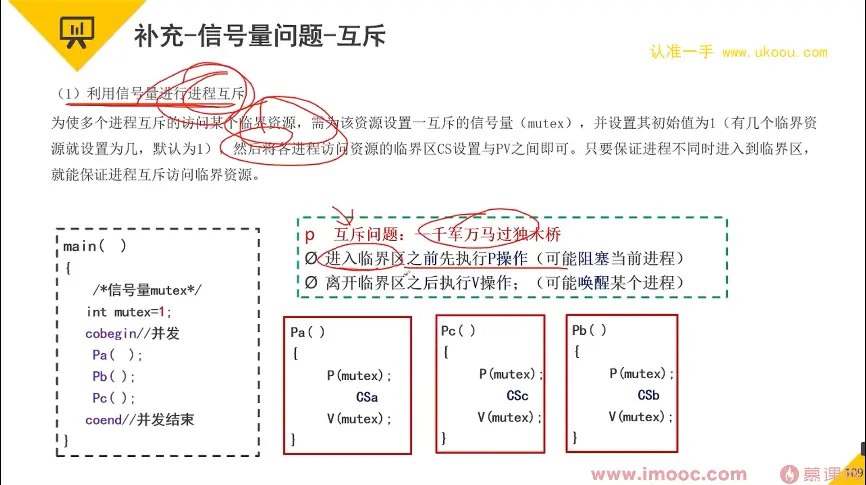 补充-信号量问题-互斥
认准一手 www.ukoou.com
（1）利用信号量进行进程互斥
为使多个进程互斥的访问某个临界资源，需为该资源设置一互斥的信号量（mutex），并设置其初始值为1（有几个临界资
源就设置为几，默认为1），然后将各进程访问资源的临界区CS设置与PV之间即可。只要保证进程不同时进入到临界区，
就能保证进程互斥访问临界资源。
p 互斥问题：—千军万马过独木桥
Ø 进入临界区之前先执行P操作（可能阻塞当前进程）
Ø 离开临界区之后执行V操作；（可能唤醒某个进程）
main( )
{
/*信号量mutex*/
int mutex=1;
cobegin//并发
Pa( );
Pb( );
Pc( );
coend//并发结束
}
Pa( )
{
P(mutex);
CSa
V(mutex);
}
Pc( )
{
P(mutex);
CSc
V(mutex);
}
Pb( )
{
P(mutex);
CSb
V(mutex);
}
www.imooc.com